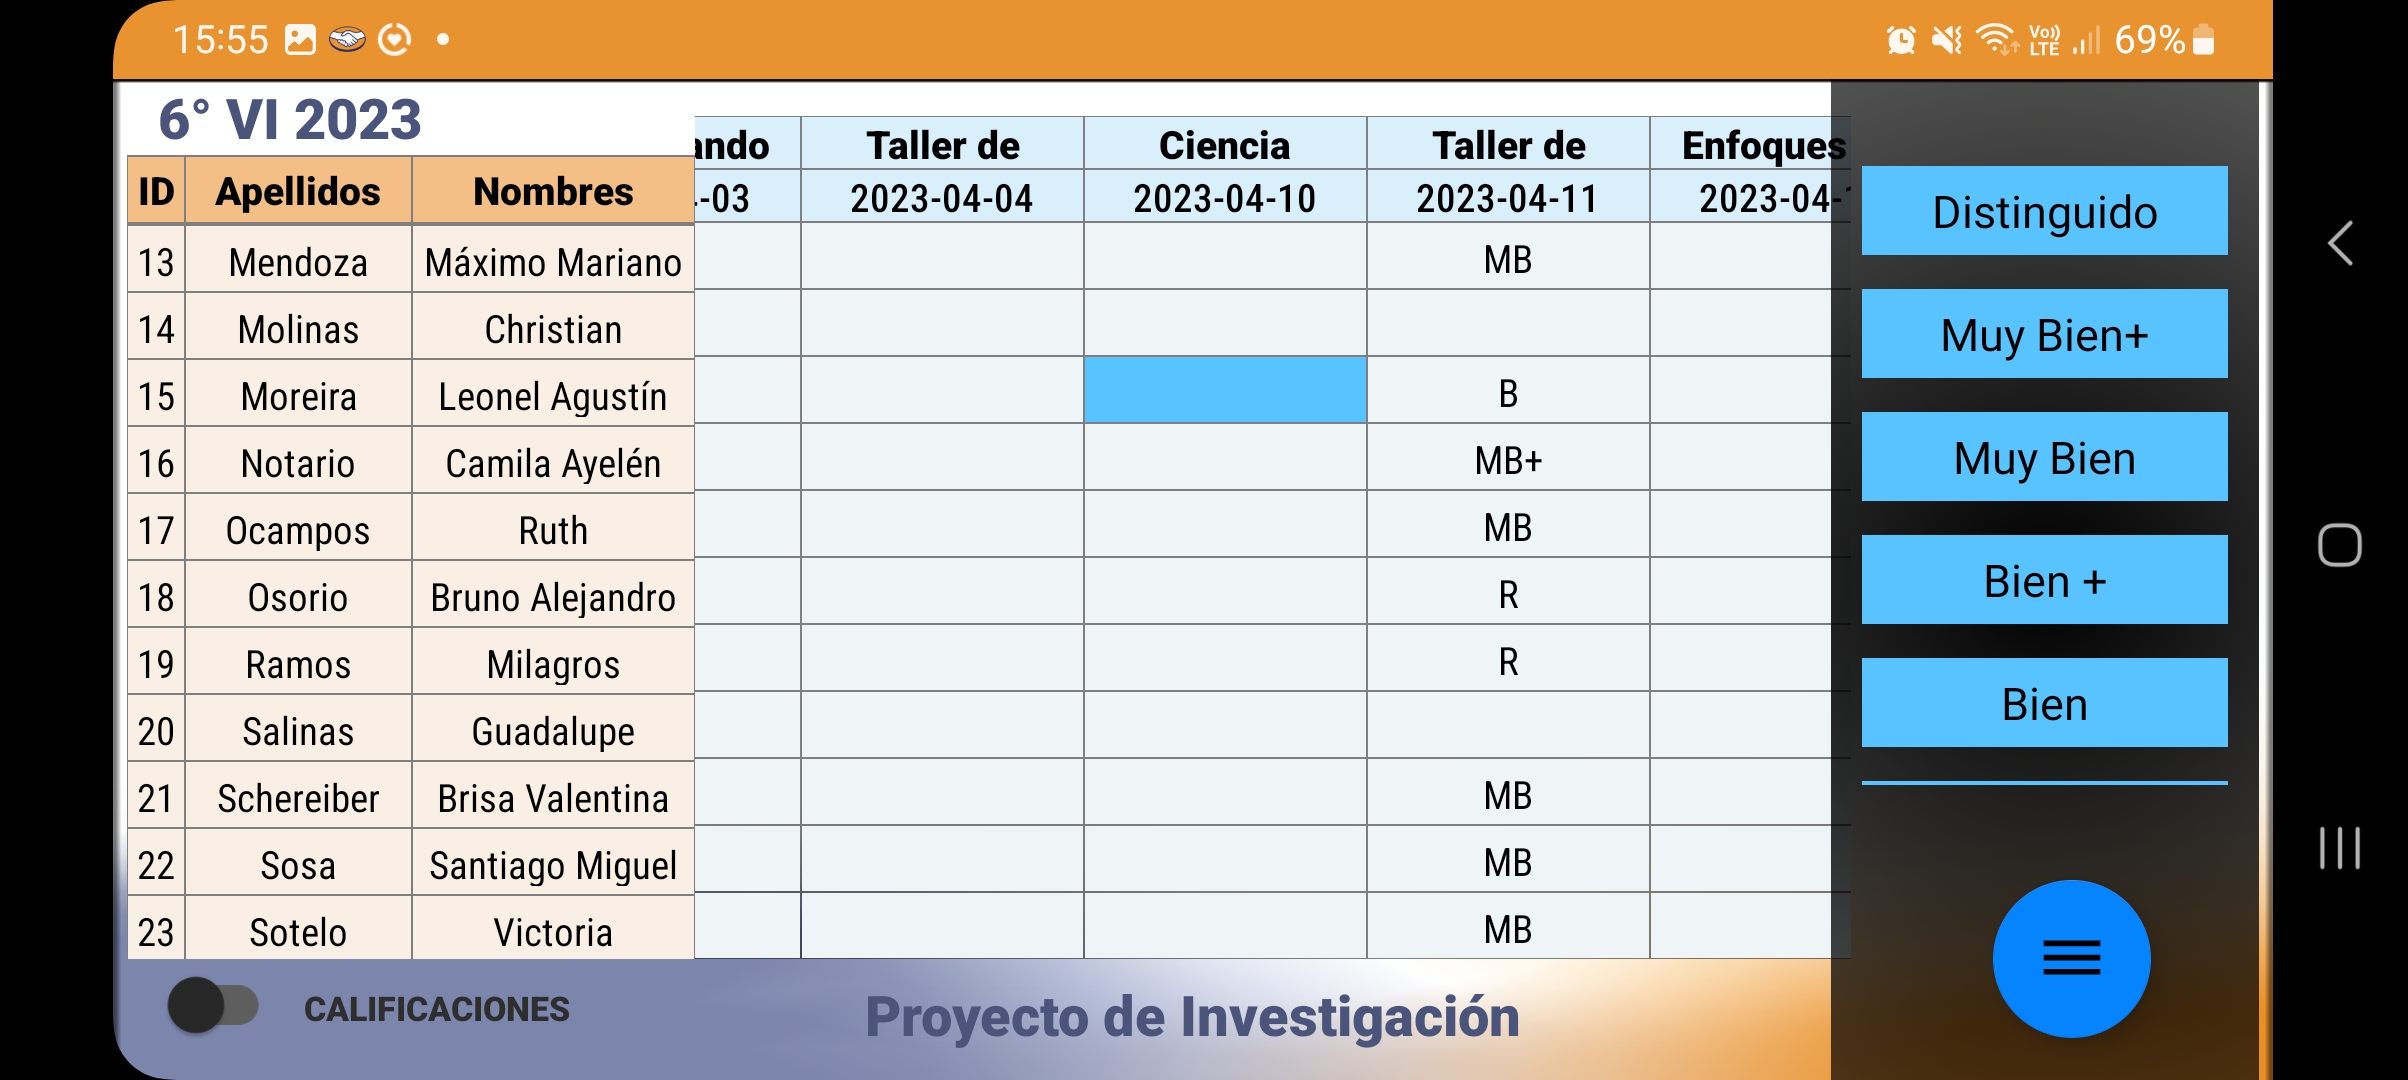 15:55
Vo)) LTE 69%
6° VI 2023
Enfoques
Taller de
Ciencia
Taller de
ando
ID Apellidos Nombres -03 2023-04-04 2023-04-10 2023-04-11 2023-04-
13 Mendoza Máximo Mariano MB
14 Molinas Christian
15 Moreira Leonel Agustín B
16 Notario Camila Ayelén MB+
17 Ocampos Ruth MB
18 Osorio Bruno Alejandro R
19 Ramos Milagros R
20 Salinas Guadalupe
21 Schereiber Brisa Valentina MB
22 Sosa Santiago Miguel MB
23 Sotelo Victoria MB
Distinguido
Muy Bien+
Muy Bien
Bien +
Bien
CALIFICACIONES
Proyecto de Investigación